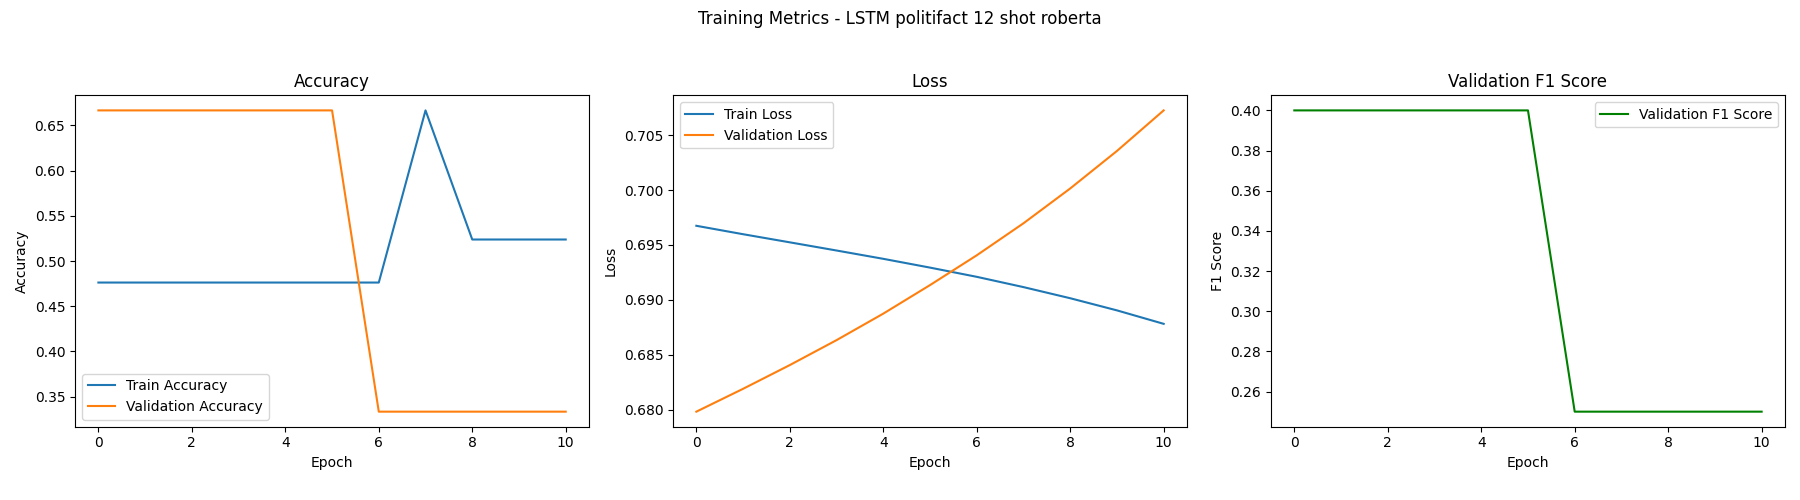 Training Metrics - LSTM politifact 12 shot roberta
Accuracy
0.65
0.60
0.55
0.50
0.45
0.40
0.35
Accuracy
Train Accuracy
Validation Accuracy
0 2 4 6 8 10
Epoch
Loss
0.705
0.700
0.695
0.690
0.685
0.680
Loss
Train Loss
Validation Loss
0 2 4 6 8 10
Epoch
Validation F1 Score
0.40
0.38
0.36
0.34
0.32
0.30
0.28
0.26
F1 Score
Validation F1 Score
0 2 4 6 8 10
Epoch